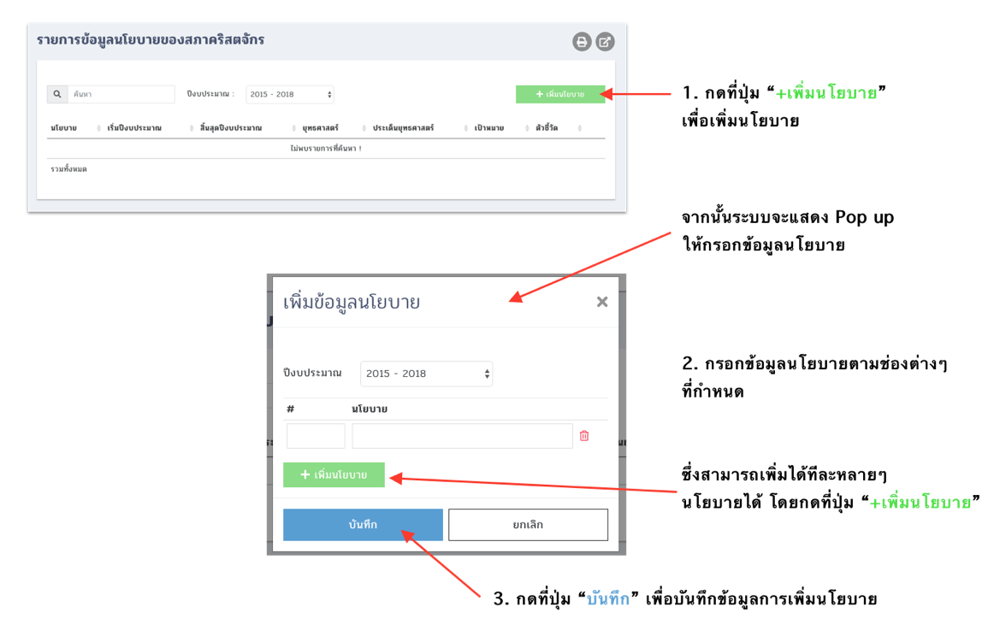 รายการข้อมูลนโยบายของสภาคริสตจักร
ค้นหา
ปีงบประมาณ :
2015 - 2018
+ เพิ่มนโยบาย
นโยบาย เริ่มปีงบประมาณ สิ้นสุดปีงบประมาณ ยุทธศาสตร์ ประเด็นยุทธศาสตร์ เป้าหมาย ตัวชี้วัด
ไม่พบรายการที่ค้นหา !
รวมทั้งหมด
1. กดที่ปุ่ม “+เพิ่มนโยบาย”
เพื่อเพิ่มนโยบาย
จากนั้นระบบจะแสดง Pop up
ให้กรอกข้อมูลนโยบาย
เพิ่มข้อมูลนโยบาย
ปีงบประมาณ
2015 - 2018
# นโยบาย
+ เพิ่มนโยบาย
บันทึก
ยกเลิก
2. กรอกข้อมูลนโยบายตามช่องต่างๆ
ที่กำหนด
ซึ่งสามารถเพิ่มได้ทีละหลายๆ
นโยบายได้ โดยกดที่ปุ่ม “+เพิ่มนโยบาย”
3. กดที่ปุ่ม “บันทึก” เพื่อบันทึกข้อมูลการเพิ่มนโยบาย